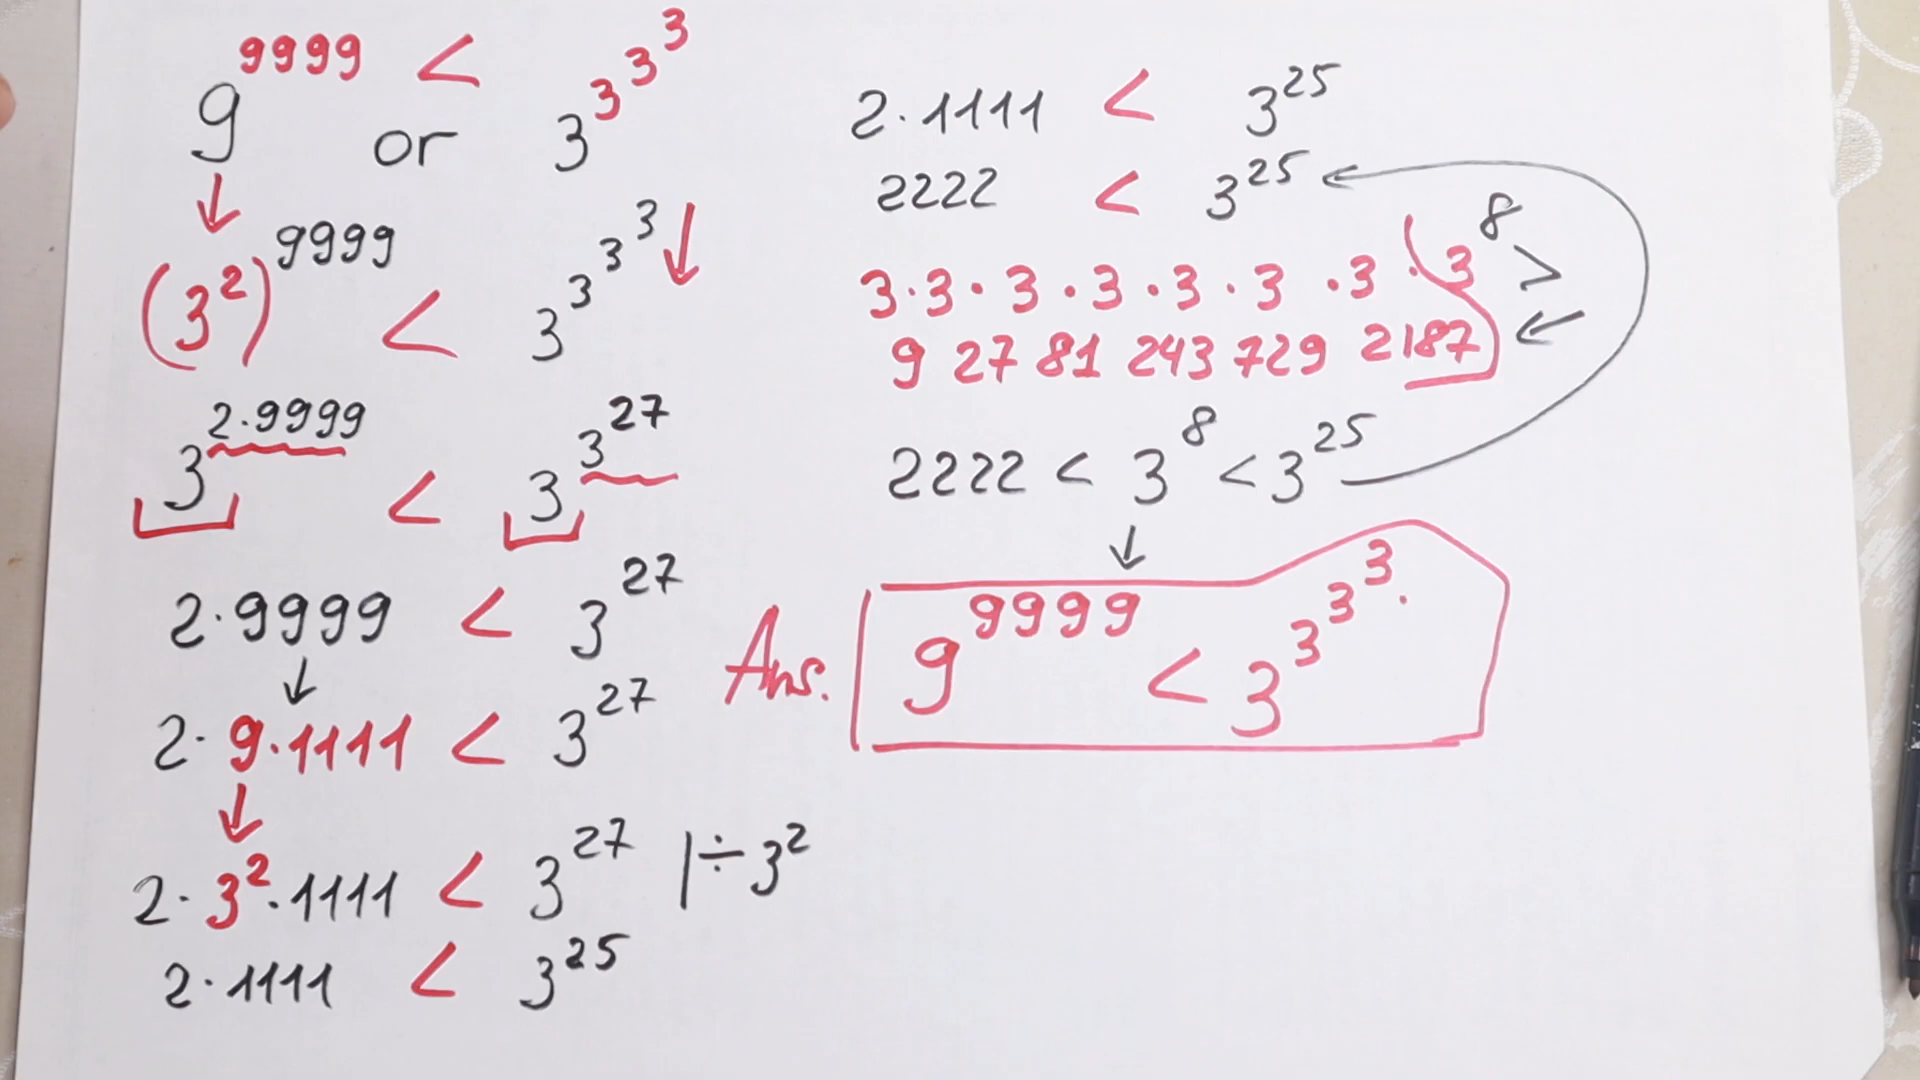 9^9999 < or 3^3^3^3
(3^2)^9999 < 3^3^3^3
3^2·9999 < 3^3^27
2·9999 < 3^27
2·9·1111 < 3^27
2·3^2·1111 < 3^27 |÷3^2
2·1111 < 3^25
2·1111 < 3^25
2222 < 3^25
3·3·3·3·3·3·3·3 8 >
9 27 81 243 729 2187
2222 < 3^8 < 3^25
Ans. 9^9999 < 3^3^3^3.